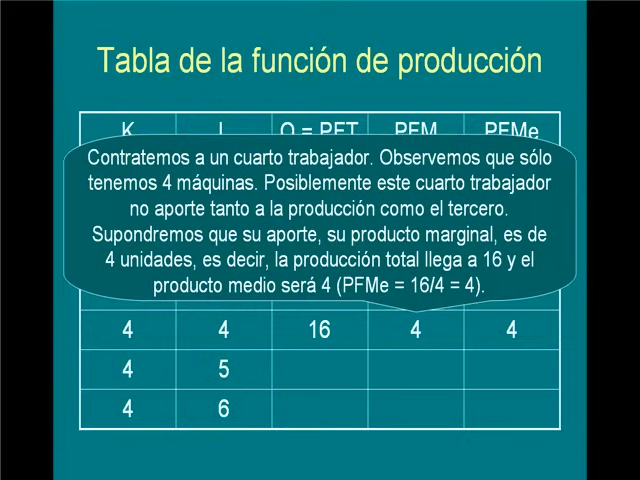 Tabla de la función de producción
K L Q = PFT PFM PFMe
Contratemos a un cuarto trabajador. Observemos que sólo
tenemos 4 máquinas. Posiblemente este cuarto trabajador
no aporte tanto a la producción como el tercero.
Supondremos que su aporte, su producto marginal, es de
4 unidades, es decir, la producción total llega a 16 y el
producto medio será 4 (PFMe = 16/4 = 4).
4 4 16 4 4
4 5
4 6